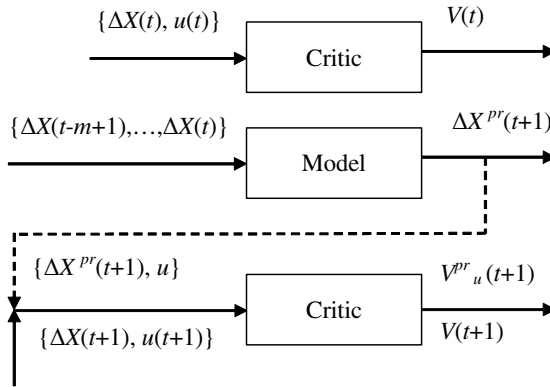 {ΔX(t), u(t)}
Critic
V(t)
{ΔX(t-m+1),…,ΔX(t)}
Model
ΔX^pr(t+1)
{ΔX^pr(t+1), u}
Critic
V^pr_u(t+1)
{ΔX(t+1), u(t+1)}
V(t+1)